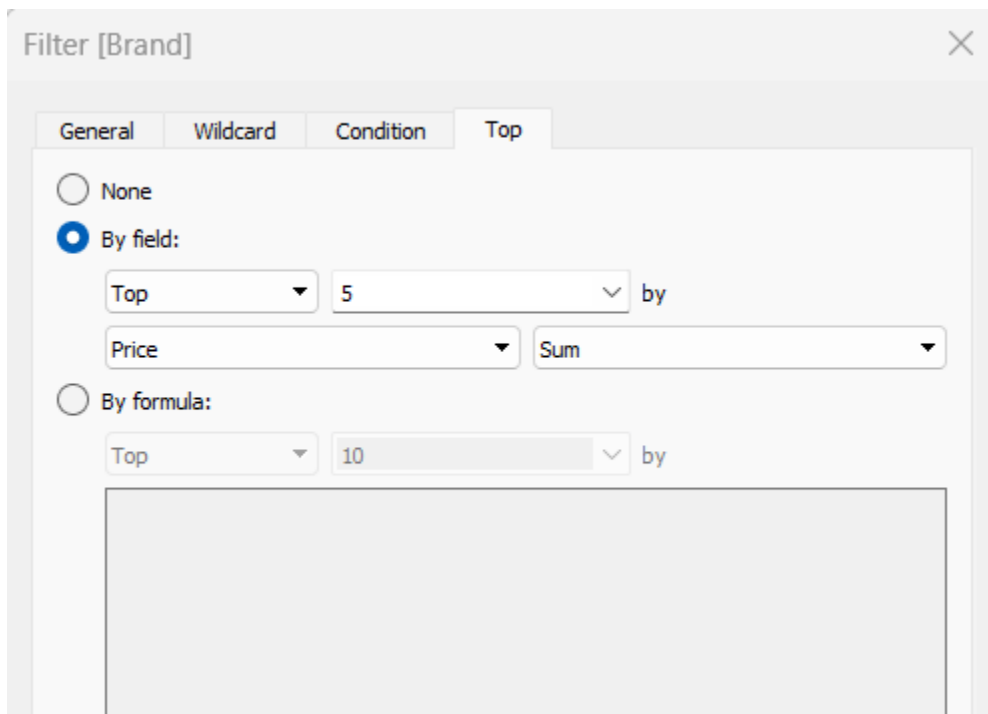 Filter [Brand]
General Wildcard Condition Top
None
By field:
Top 5 by
Price Sum
By formula:
Top 10 by